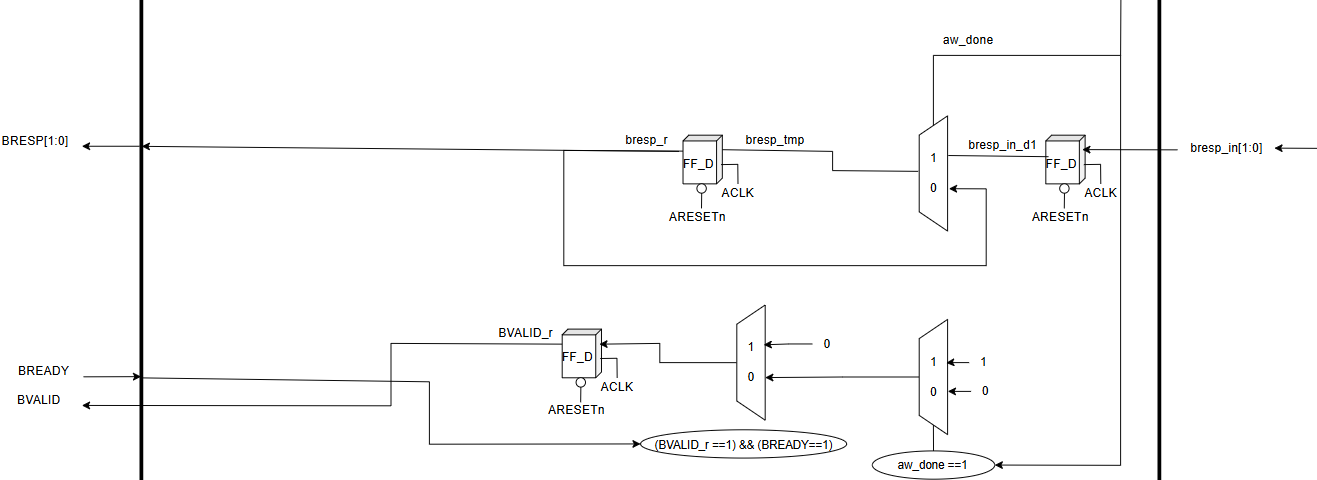 aw_done
BRESP[1:0]
bresp_r
bresp_tmp
bresp_in_d1
bresp_in[1:0]
FF_D
1
FF_D
0
ACLK
ACLK
ARESETn
ARESETn
BVALID_r
FF_D
1
0
1
1
BREADY
0
0
0
ACLK
BVALID
ARESETn
(BVALID_r ==1) && (BREADY==1)
aw_done ==1